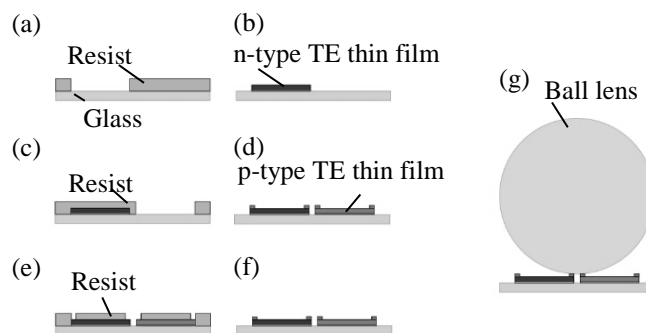 (a)
Resist
Glass
(b)
n-type TE thin film
(c)
Resist
(d)
p-type TE thin film
(e)
Resist
(f)
(g)
Ball lens